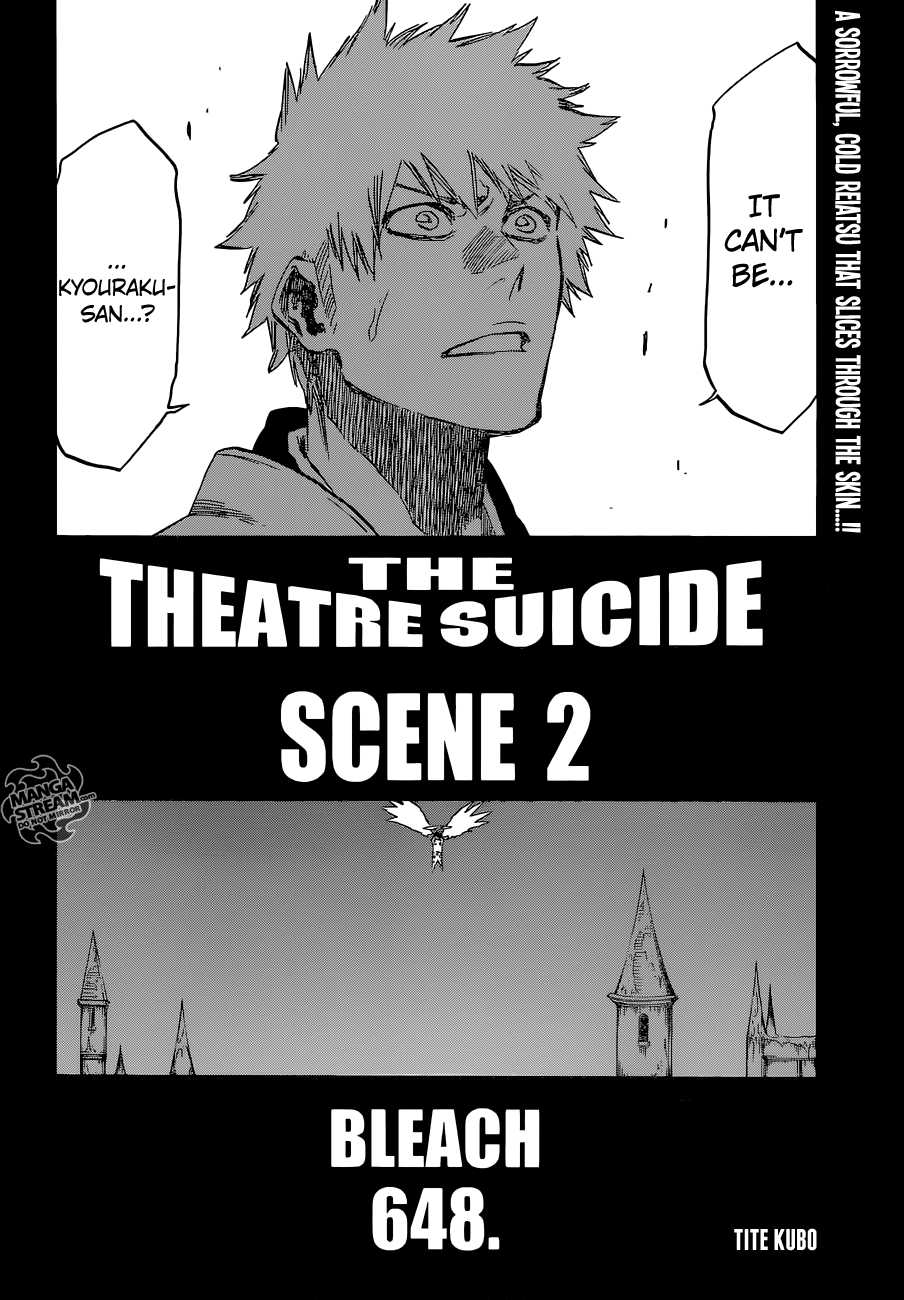 A SORROWFUL, COLD REIATSU THAT SLICES THROUGH THE SKIN...!!
IT
CAN'T
BE...
...
KYOURAKU-
SAN...?
THE
THEATRE SUICIDE
SCENE 2
MANGA
STREAM.com
DO NOT MIRROR
BLEACH
648.
TITE KUBO